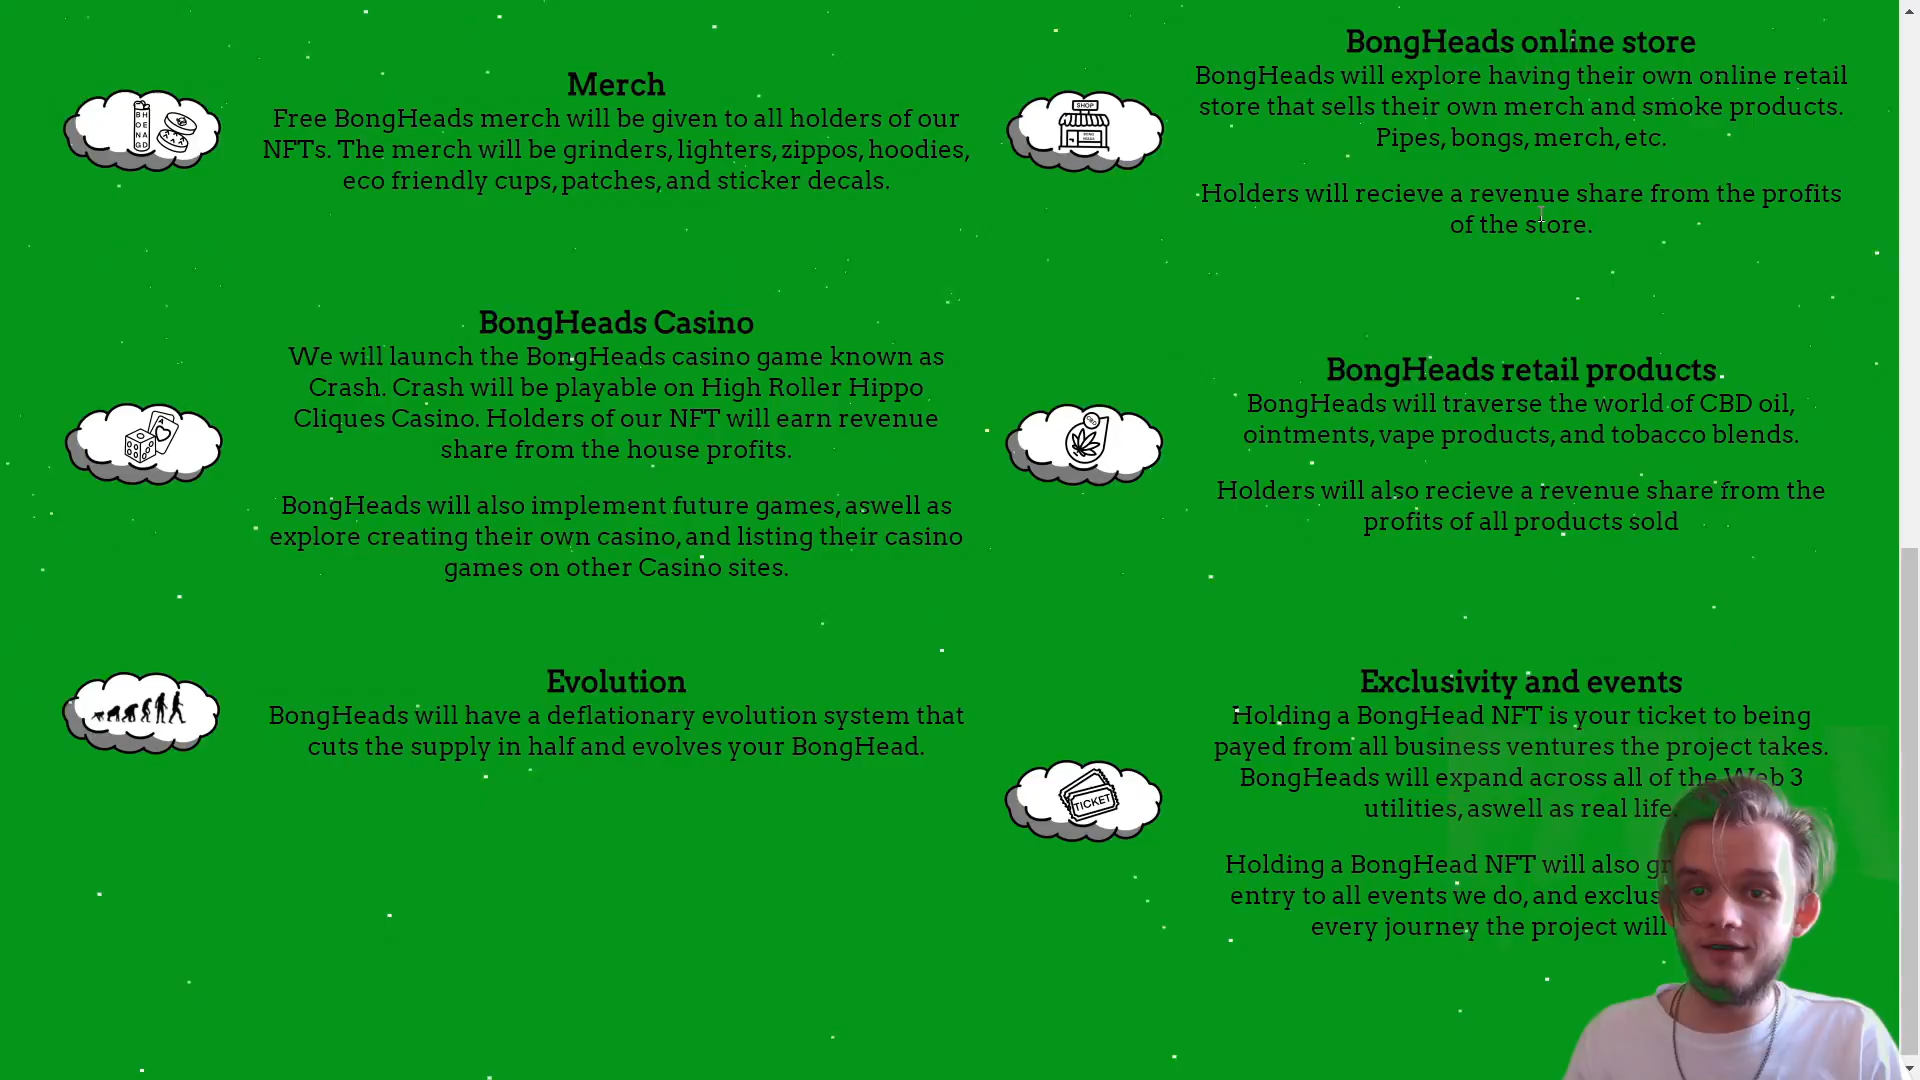 Merch
Free BongHeads merch will be given to all holders of our
NFTs. The merch will be grinders, lighters, zippos, hoodies,
eco friendly cups, patches, and sticker decals.
BongHeads online store
BongHeads will explore having their own online retail
store that sells their own merch and smoke products.
Pipes, bongs, merch, etc.
Holders will recieve a revenue share from the profits
of the store.
SHOP
BongHeads Casino
We will launch the BongHeads casino game known as
Crash. Crash will be playable on High Roller Hippo
Cliques Casino. Holders of our NFT will earn revenue
share from the house profits.
BongHeads will also implement future games, aswell as
explore creating their own casino, and listing their casino
games on other Casino sites.
BongHeads retail products
BongHeads will traverse the world of CBD oil,
ointments, vape products, and tobacco blends.
Holders will also recieve a revenue share from the
profits of all products sold
Evolution
BongHeads will have a deflationary evolution system that
cuts the supply in half and evolves your BongHead.
Exclusivity and events
Holding a BongHead NFT is your ticket to being
payed from all business ventures the project takes.
BongHeads will expand across all of the Web 3
utilities, aswell as real life.
Holding a BongHead NFT will also
entry to all events we do, and
every journey the project will
TICKET